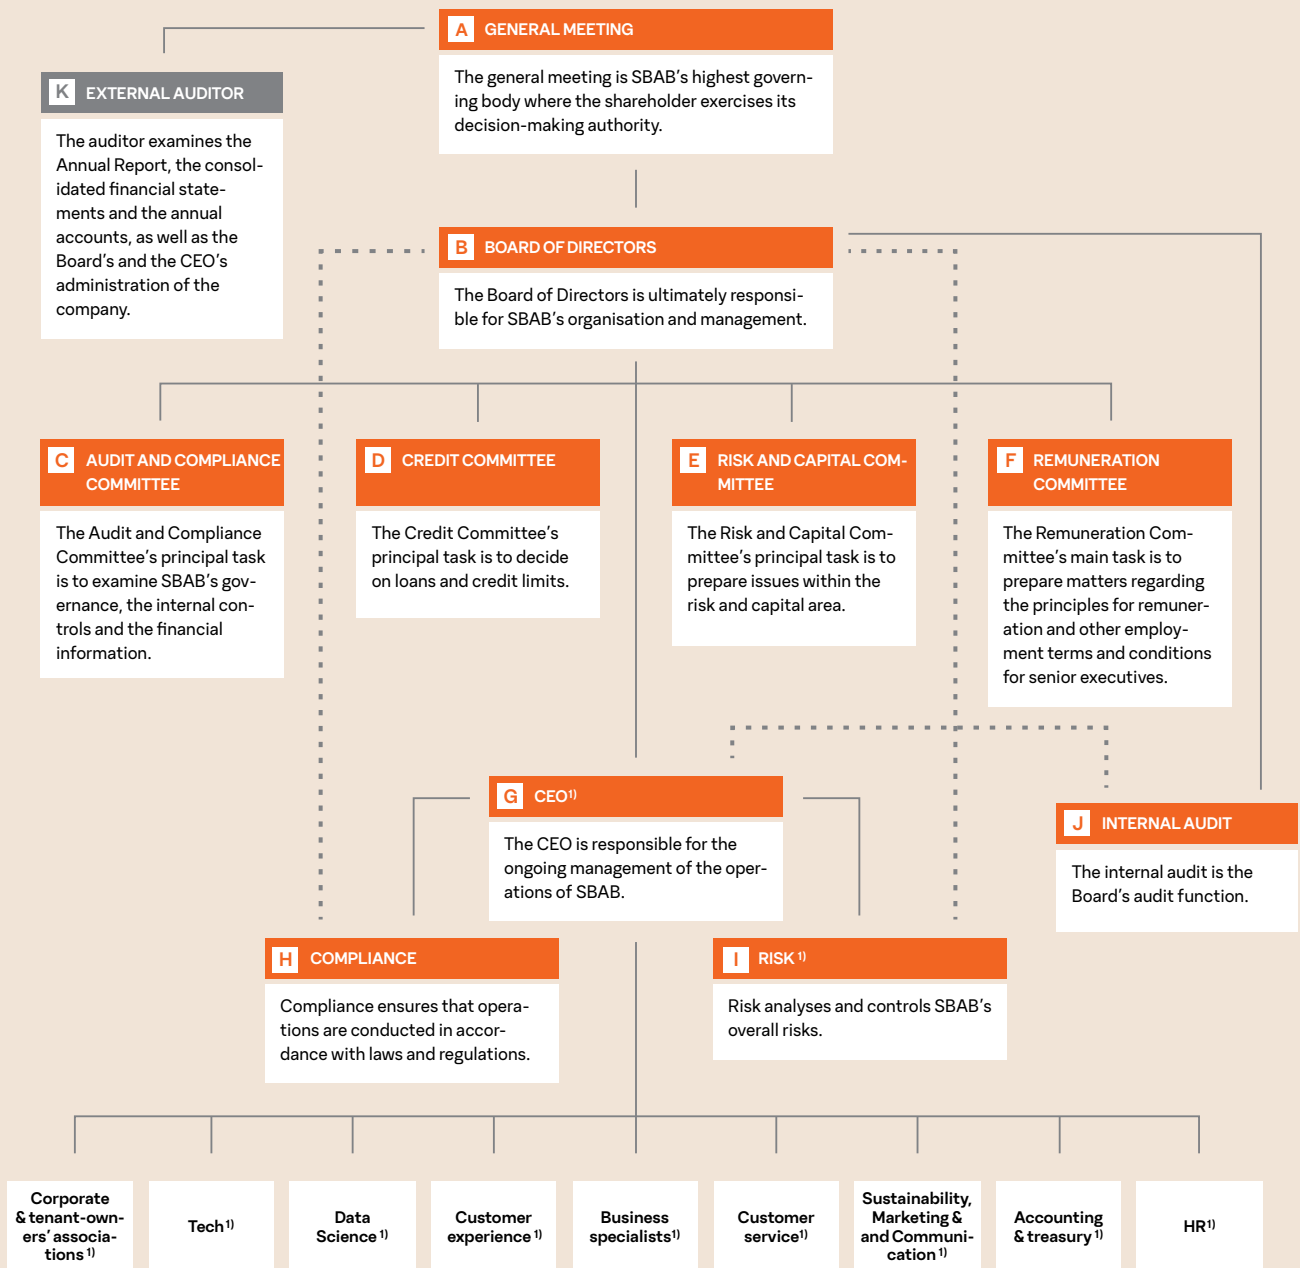 A GENERAL MEETING
The general meeting is SBAB's highest govern-
ing body where the shareholder exercises its
decision-making authority.
K EXTERNAL AUDITOR
The auditor examines the
Annual Report, the consol-
idated financial state-
ments and the annual
accounts, as well as the
Board's and the CEO's
administration of the
company.
B BOARD OF DIRECTORS
The Board of Directors is ultimately responsi-
ble for SBAB's organisation and management.
C AUDIT AND COMPLIANCE
COMMITTEE
The Audit and Compliance
Committee's principal task
is to examine SBAB's gov-
ernance, the internal con-
trols and the financial
information.
D CREDIT COMMITTEE
The Credit Committee's
principal task is to decide
on loans and credit limits.
E RISK AND CAPITAL COM-
MITTEE
The Risk and Capital Com-
mittee's principal task is to
prepare issues within the
risk and capital area.
F REMUNERATION
COMMITTEE
The Remuneration Com-
mittee's main task is to
prepare matters regarding
the principles for remuner-
ation and other employ-
ment terms and conditions
for senior executives.
G CEO1)
The CEO is responsible for the
ongoing management of the oper-
ations of SBAB.
J INTERNAL AUDIT
The internal audit is the
Board's audit function.
H COMPLIANCE
Compliance ensures that opera-
tions are conducted in accor-
dance with laws and regulations.
I RISK 1)
Risk analyses and controls SBAB's
overall risks.
Corporate
& tenant-own-
ers' associa-
tions 1)
Tech1)
Data
Science 1)
Customer
experience 1)
Business
specialists1)
Customer
service1)
Sustainability,
Marketing &
and Communi-
cation 1)
Accounting
& treasury 1)
HR1)